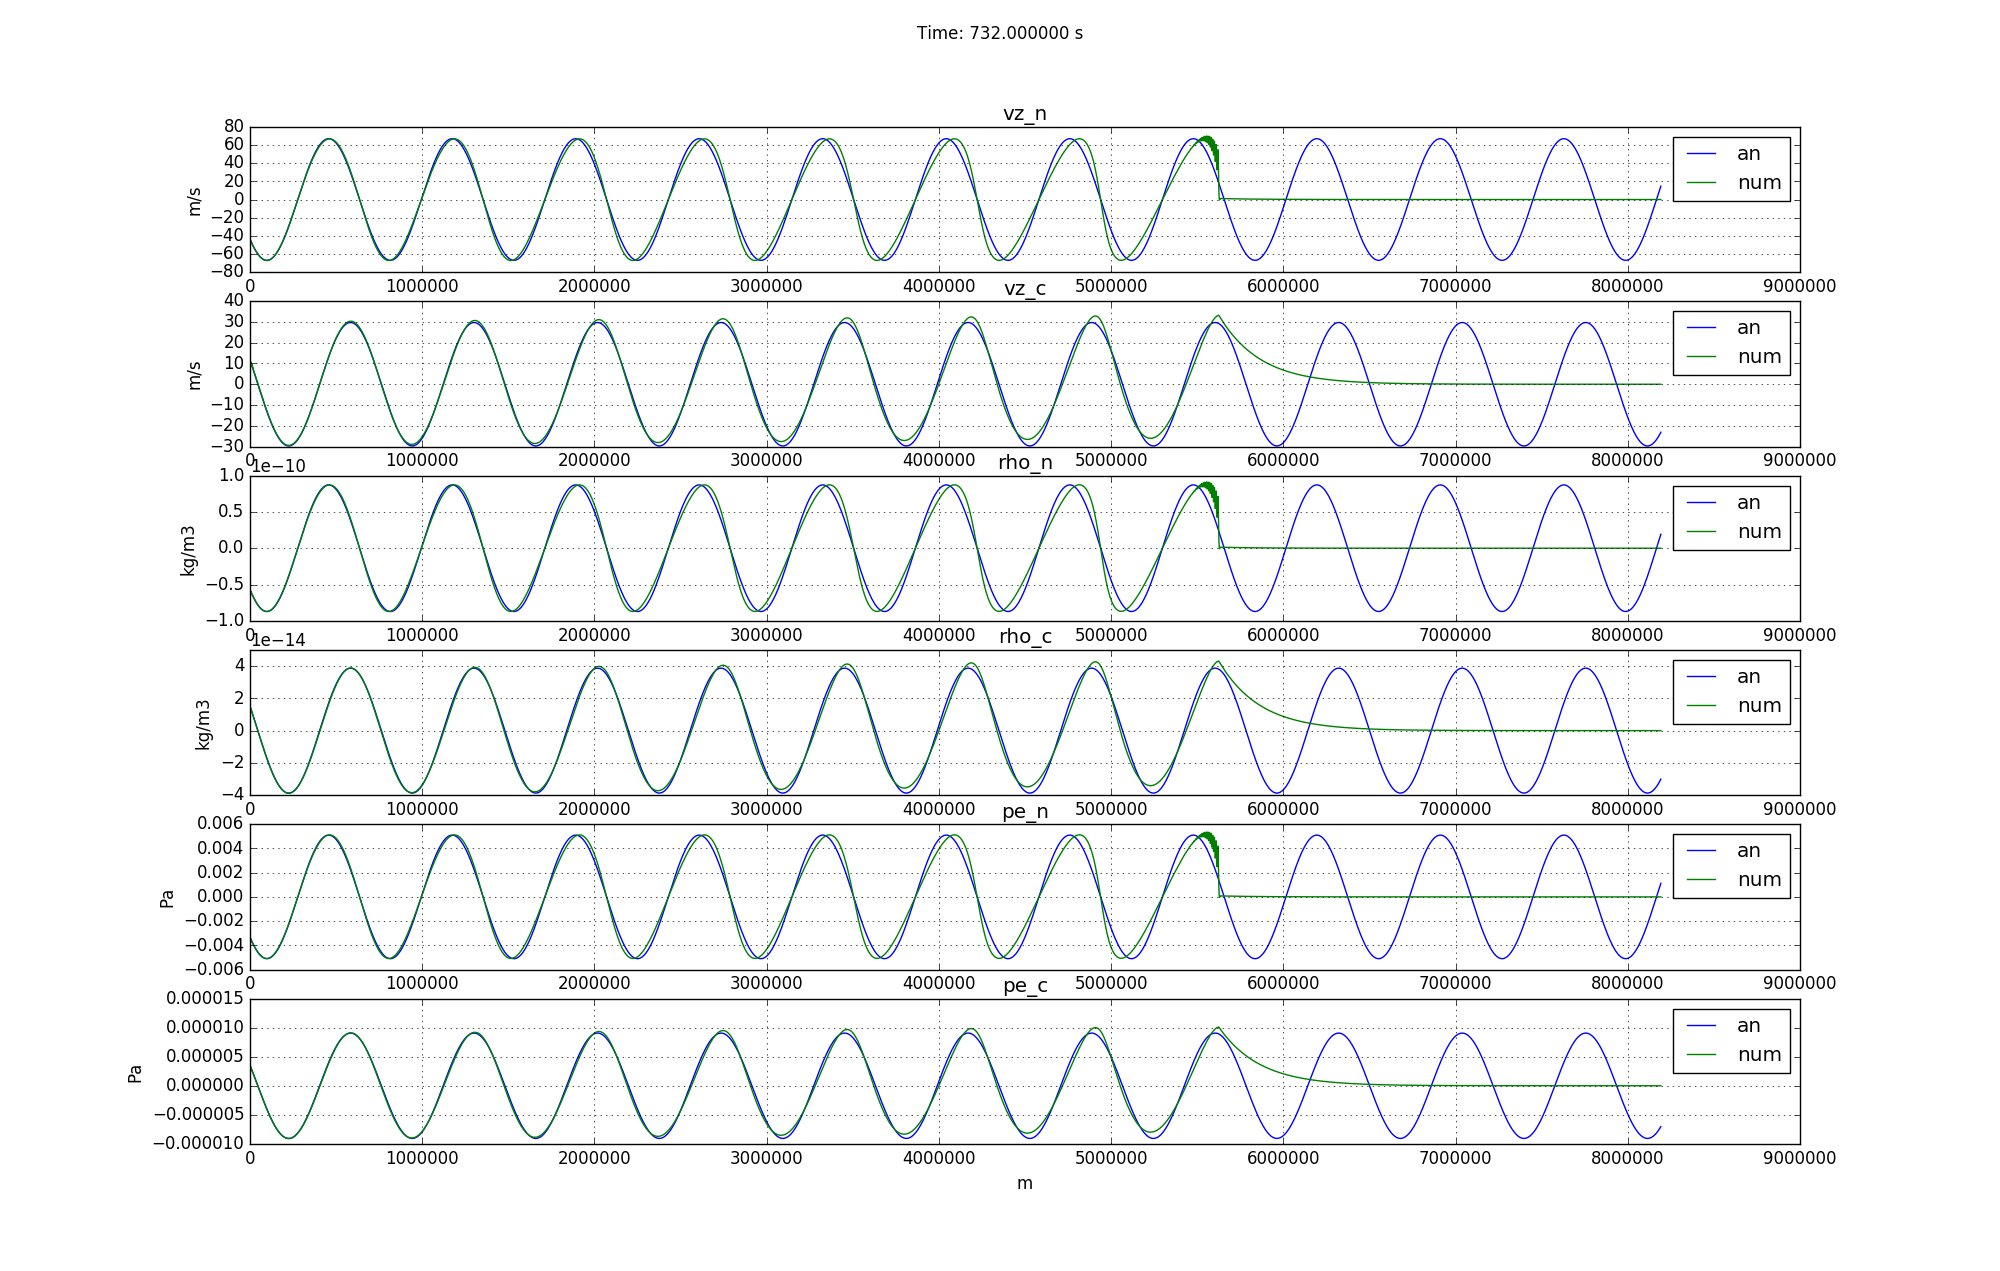 Time: 732.000000 s
vz_n
80
60
40
20
0
−20
−40
−60
−80
m/s
an
num
0 1000000 2000000 3000000 4000000 5000000 6000000 7000000 8000000 9000000
vz_c
40
30
20
10
0
−10
−20
−30
m/s
an
num
0 1000000 2000000 3000000 4000000 5000000 6000000 7000000 8000000 9000000
1e−10
rho_n
1.0
0.5
0.0
−0.5
−1.0
kg/m3
an
num
0 1000000 2000000 3000000 4000000 5000000 6000000 7000000 8000000 9000000
1e−14
rho_c
4
2
0
−2
−4
kg/m3
an
num
0 1000000 2000000 3000000 4000000 5000000 6000000 7000000 8000000 9000000
pe_n
0.006
0.004
0.002
0.000
−0.002
−0.004
−0.006
Pa
an
num
0 1000000 2000000 3000000 4000000 5000000 6000000 7000000 8000000 9000000
pe_c
0.000015
0.000010
0.000005
0.000000
−0.000005
−0.000010
Pa
an
num
0 1000000 2000000 3000000 4000000 5000000 6000000 7000000 8000000 9000000
m